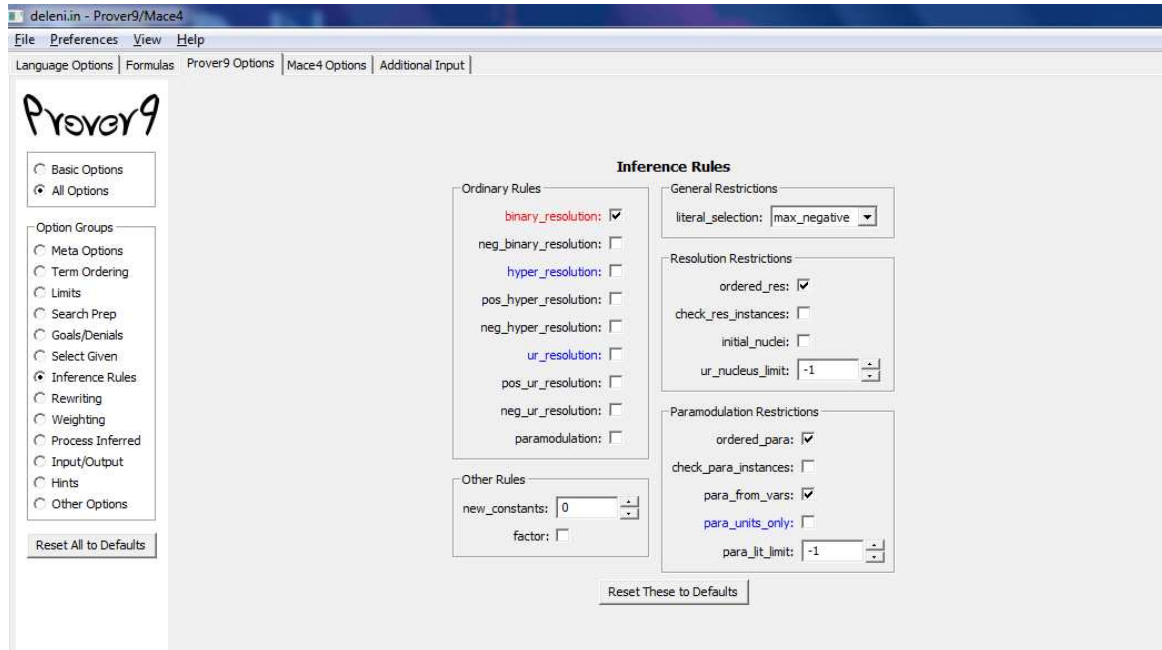 deleni.in - Prover9/Mace4
File Preferences View Help
Language Options Formulas Prover9 Options Mace4 Options Additional Input
Prover9
Basic Options
All Options
Option Groups
Meta Options
Term Ordering
Limits
Search Prep
Goals/Denials
Select Given
Inference Rules
Rewriting
Weighting
Process Inferred
Input/Output
Hints
Other Options
Reset All to Defaults
Inference Rules
Ordinary Rules
binary_resolution:
neg_binary_resolution:
hyper_resolution:
pos_hyper_resolution:
neg_hyper_resolution:
ur_resolution:
pos_ur_resolution:
neg_ur_resolution:
paramodulation:
Other Rules
new_constants: 0
factor:
General Restrictions
literal_selection: max_negative
Resolution Restrictions
ordered_res:
check_res_instances:
initial_nuclei:
ur_nucleus_limit: -1
Paramodulation Restrictions
ordered_para:
check_para_instances:
para_from_vars:
para_units_only:
para_lit_limit: -1
Reset These to Defaults